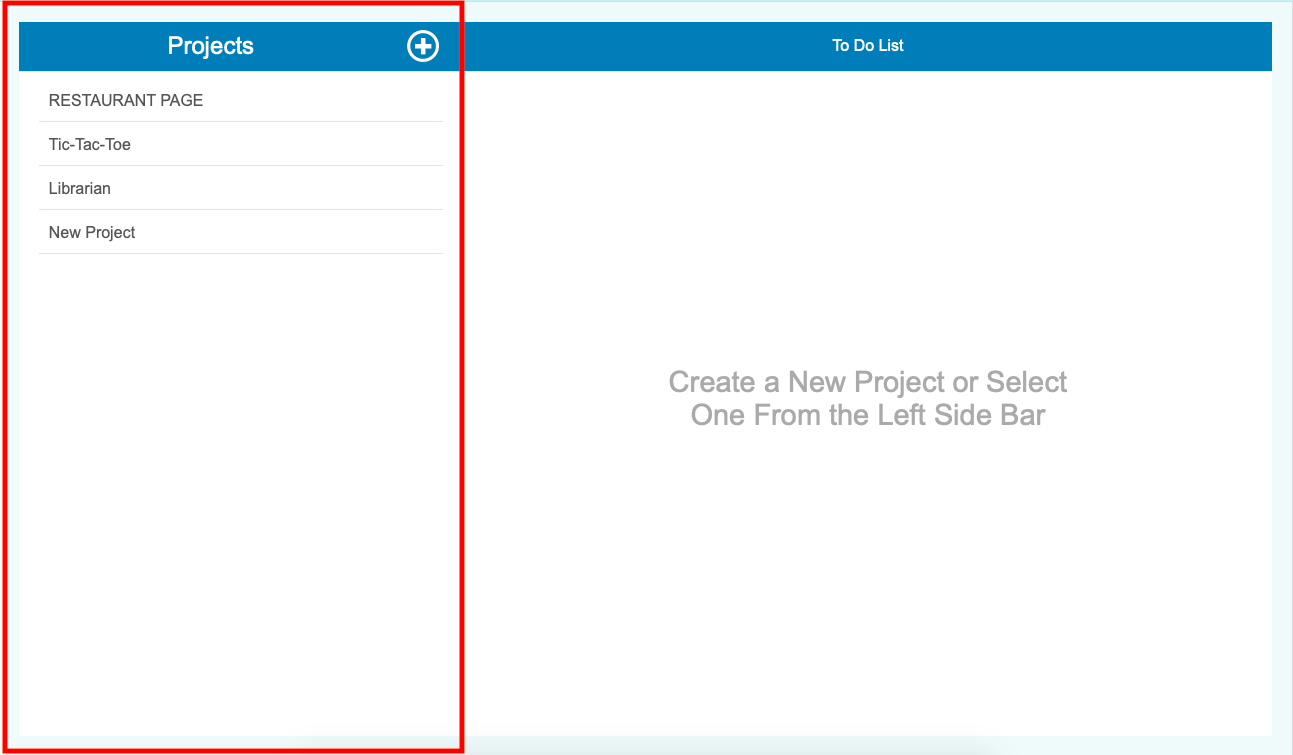 Projects
RESTAURANT PAGE
Tic-Tac-Toe
Librarian
New Project
To Do List
Create a New Project or Select
One From the Left Side Bar